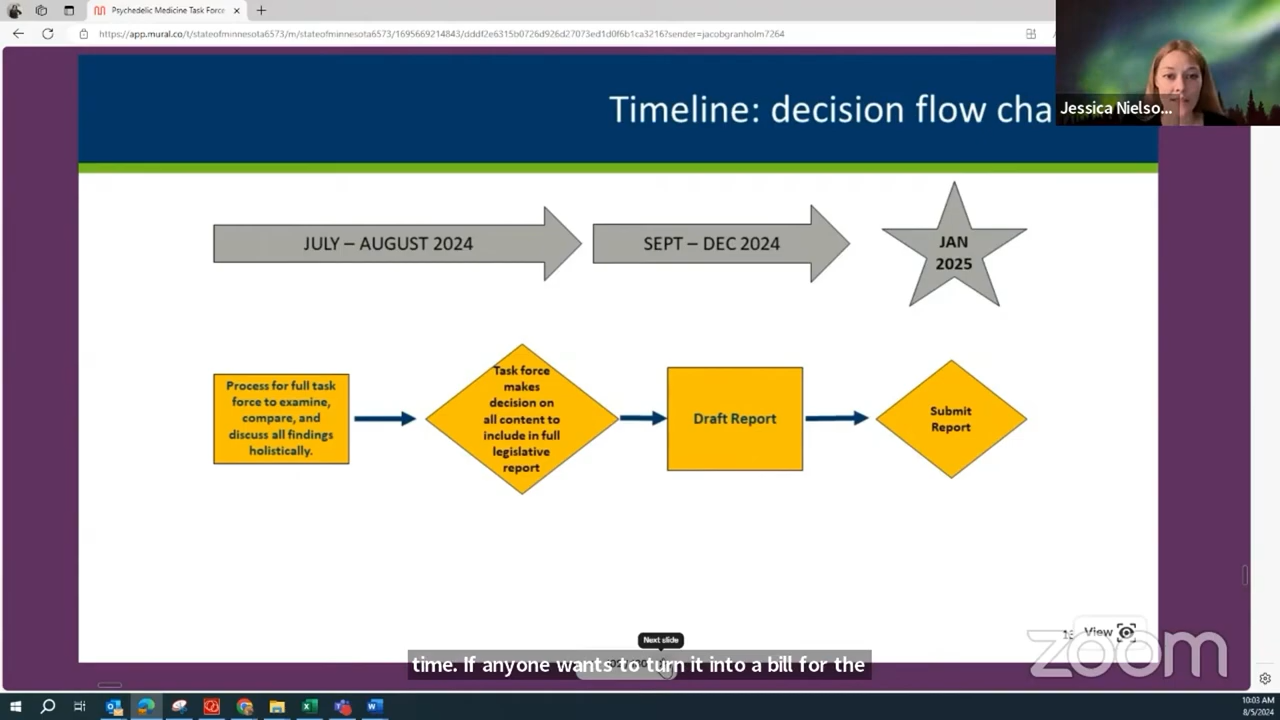 Psychedelic Medicine Task Force
https://app.mural.co/t/stateofminnesota6573/m/stateofminnesota6573/1695669214843/dddf2e6315b0726d926d27073ed1d0f6b1ca3216?sender=jacobgranholm7264
Jessica Nielso...
Timeline: decision flow cha
JULY – AUGUST 2024
SEPT – DEC 2024
JAN
2025
Process for full task
force to examine,
compare, and
discuss all findings
holistically.
Task force
makes
decision on
all content to
include in full
legislative
report
Draft Report
Submit
Report
Next slide
View
zoom
time. If anyone wants to turn it into a bill for the
10:03 AM
8/5/2024